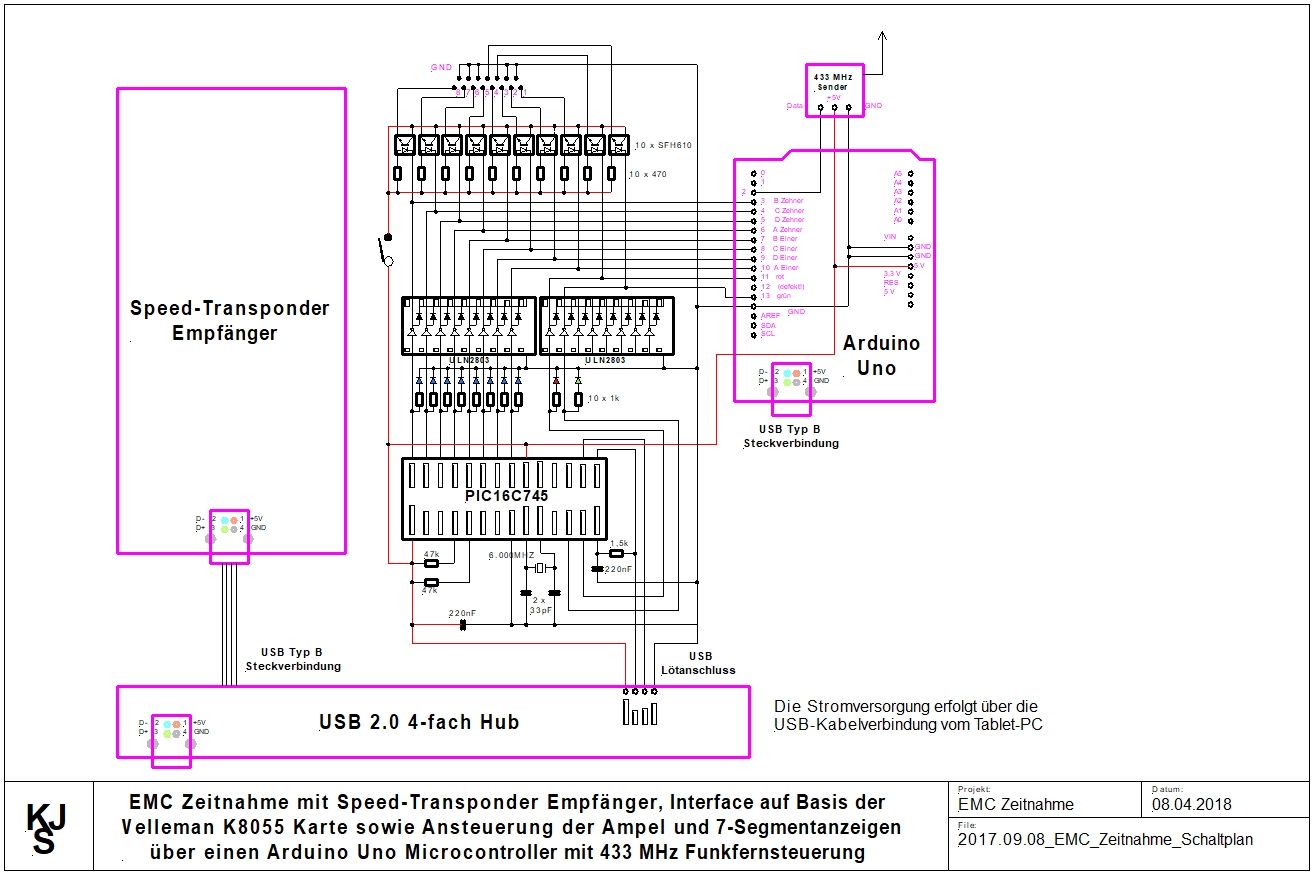 GND
8 7 6 5 4 3 2 1
10 x SFH610
10 x 470
433 MHz
Sender
+5V
Data
GND
0
1
2
3 B Zehner
4 C Zehner
5 D Zehner
6 A Zehner
7 B Einer
8 C Einer
9 D Einer
10 A Einer
11 rot
12 (defekt!)
13 grün
GND
AREF
SDA
SCL
A5
A4
A3
A2
A1
A0
VIN
GND
GND
5 V
3,3 V
RES
5 V
Arduino
Uno
D- 2 1 +5V
D+ 3 4 GND
USB Typ B
Steckverbindung
Speed-Transponder
Empfänger
D- 2 1 +5V
D+ 3 4 GND
USB Typ B
Steckverbindung
ULN2803
ULN2803
10 x 1k
PIC16C745
47k
47k
6.000MHZ
1,5k
220nF
2 x
33pF
220nF
USB
Lötanschluss
USB 2.0 4-fach Hub
D- 2 1 +5V
D+ 3 4 GND
Die Stromversorgung erfolgt über die
USB-Kabelverbindung vom Tablet-PC
KJS
EMC Zeitnahme mit Speed-Transponder Empfänger, Interface auf Basis der
Velleman K8055 Karte sowie Ansteuerung der Ampel und 7-Segmentanzeigen
über einen Arduino Uno Microcontroller mit 433 MHz Funkfernsteuerung
Projekt:
EMC Zeitnahme
Datum:
08.04.2018
File:
2017.09.08_EMC_Zeitnahme_Schaltplan